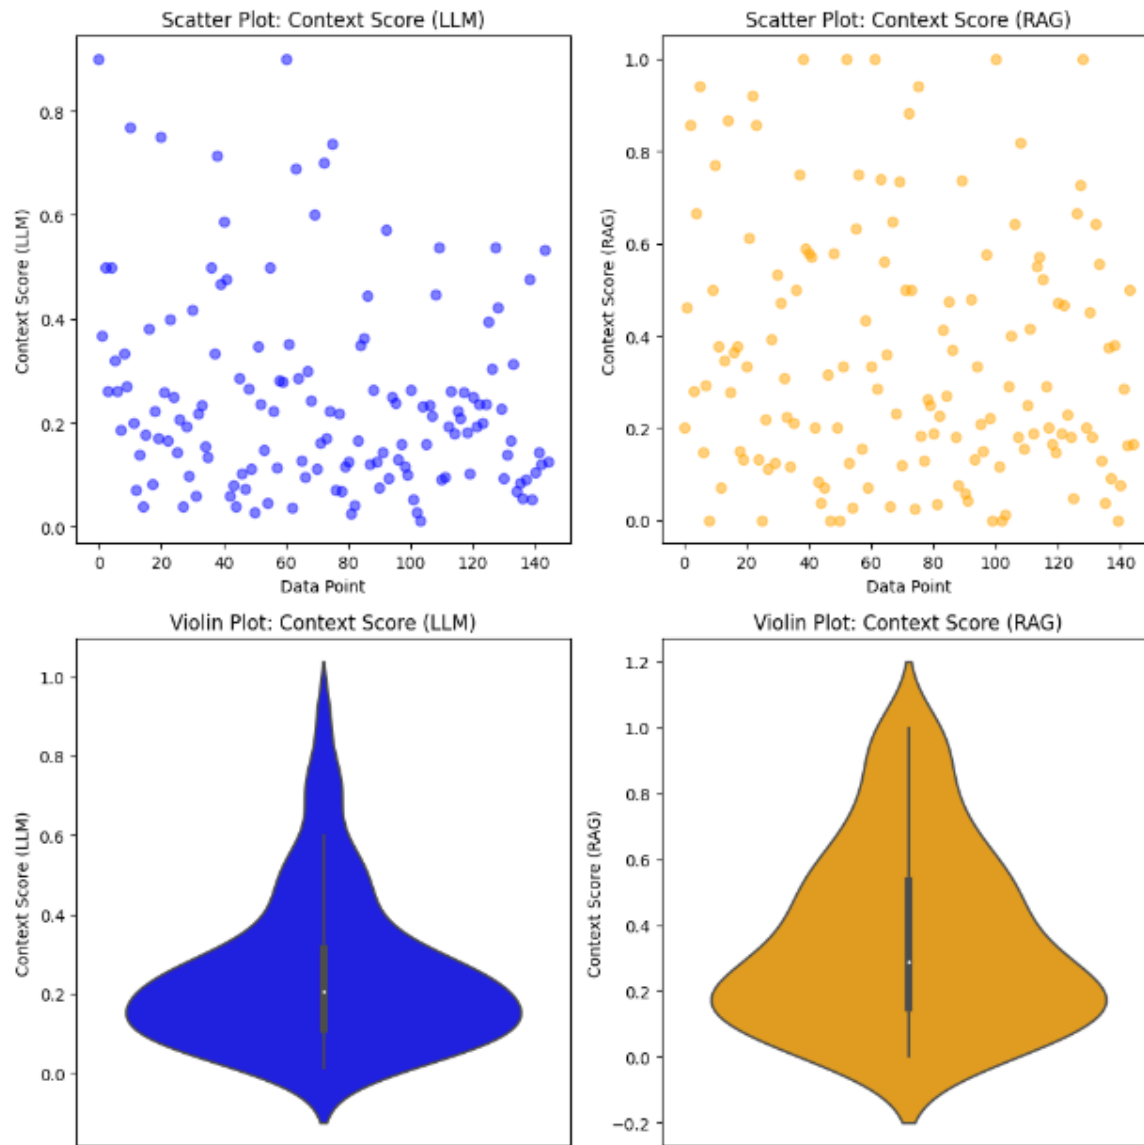 Scatter Plot: Context Score (LLM)
Context Score (LLM)
0.8
0.6
0.4
0.2
0.0
0 20 40 60 80 100 120 140
Data Point
Scatter Plot: Context Score (RAG)
Context Score (RAG)
1.0
0.8
0.6
0.4
0.2
0.0
0 20 40 60 80 100 120 140
Data Point
Violin Plot: Context Score (LLM)
Context Score (LLM)
1.0
0.8
0.6
0.4
0.2
0.0
Violin Plot: Context Score (RAG)
Context Score (RAG)
1.2
1.0
0.8
0.6
0.4
0.2
0.0
−0.2